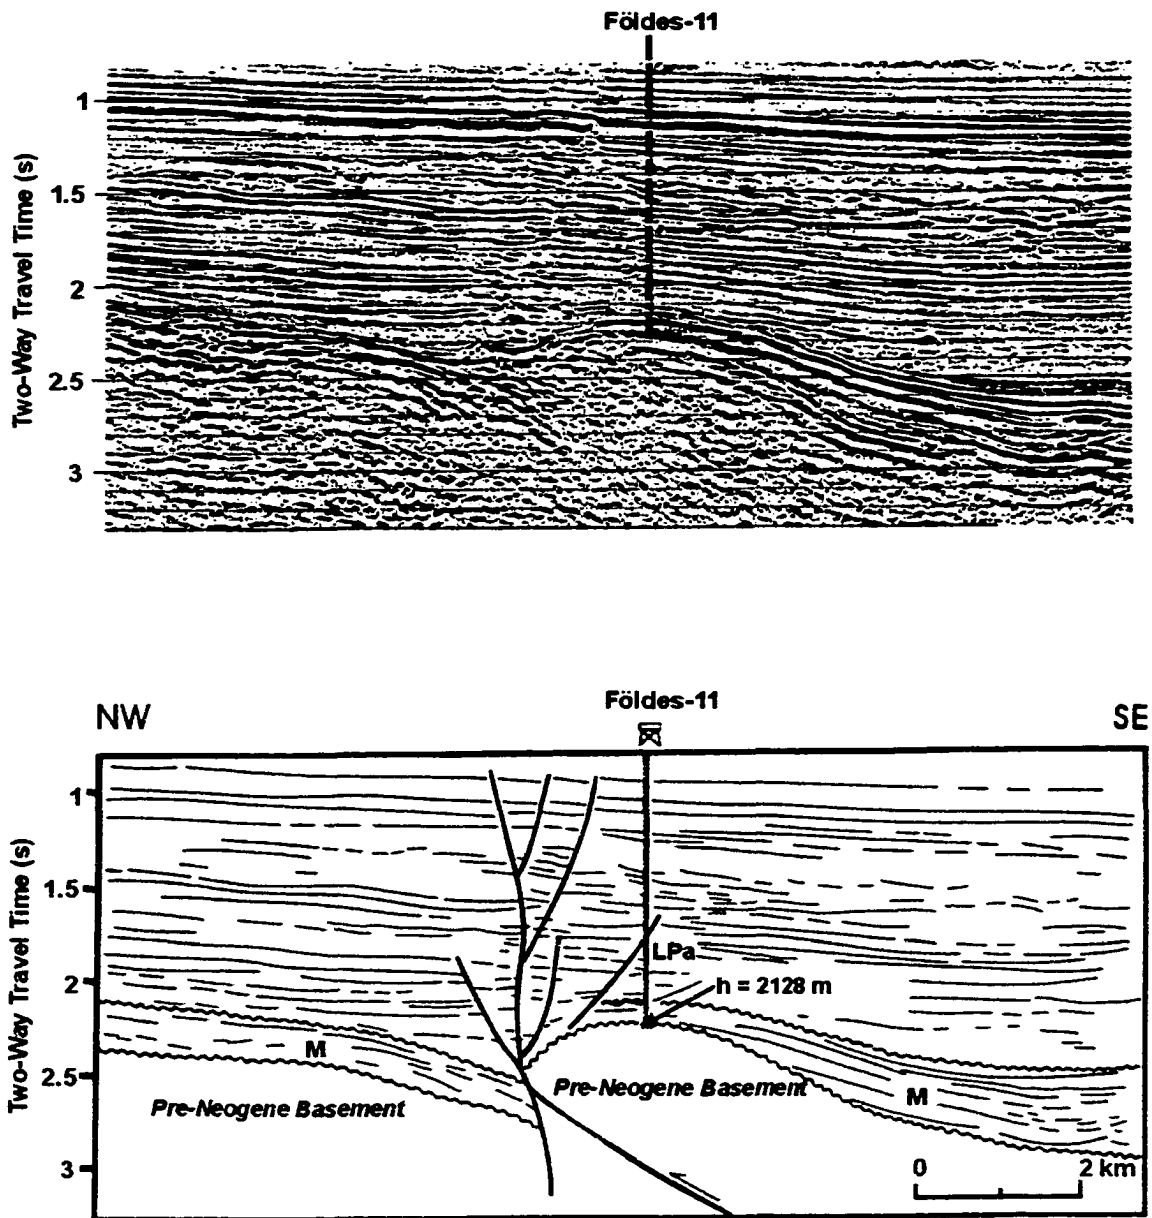 Földes-11
1
1.5
2
2.5
3
Two-Way Travel Time (s)
NW
Földes-11
SE
1
1.5
2
2.5
3
Two-Way Travel Time (s)
LPa
h = 2128 m
M
Pre-Neogene Basement
Pre-Neogene Basement
M
0 2 km